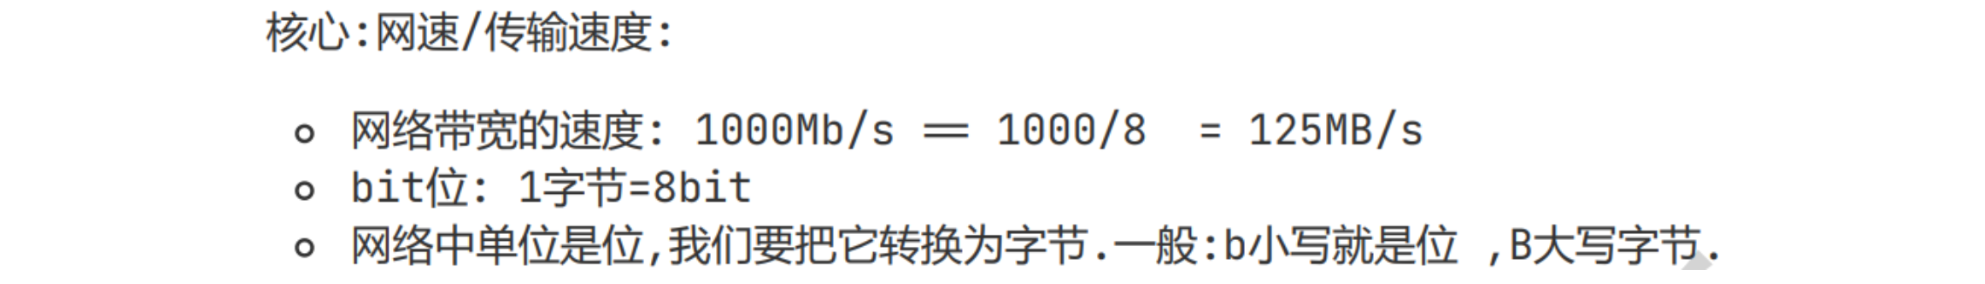 核心:网速/传输速度:
网络带宽的速度: 1000Mb/s == 1000/8  = 125MB/s
bit位: 1字节=8bit
网络中单位是位,我们要把它转换为字节.一般:b小写就是位 ,B大写字节.